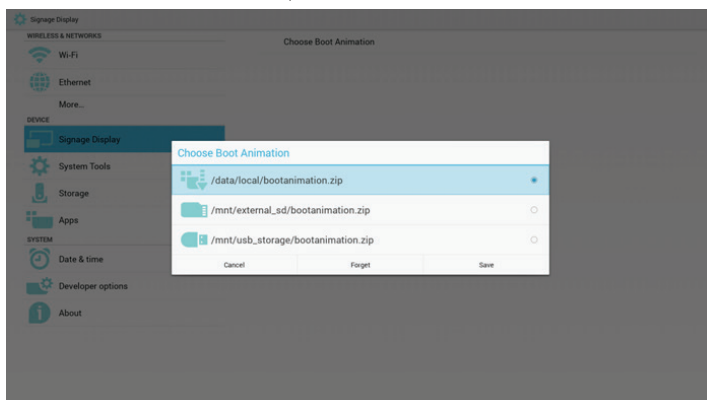 Signage Display
WIRELESS & NETWORKS
Wi-Fi
Ethernet
More...
DEVICE
Signage Display
System Tools
Storage
Apps
SYSTEM
Date & time
Developer options
About
Choose Boot Animation
Choose Boot Animation
/data/local/bootanimation.zip
/mnt/external_sd/bootanimation.zip
/mnt/usb_storage/bootanimation.zip
Cancel
Forget
Save